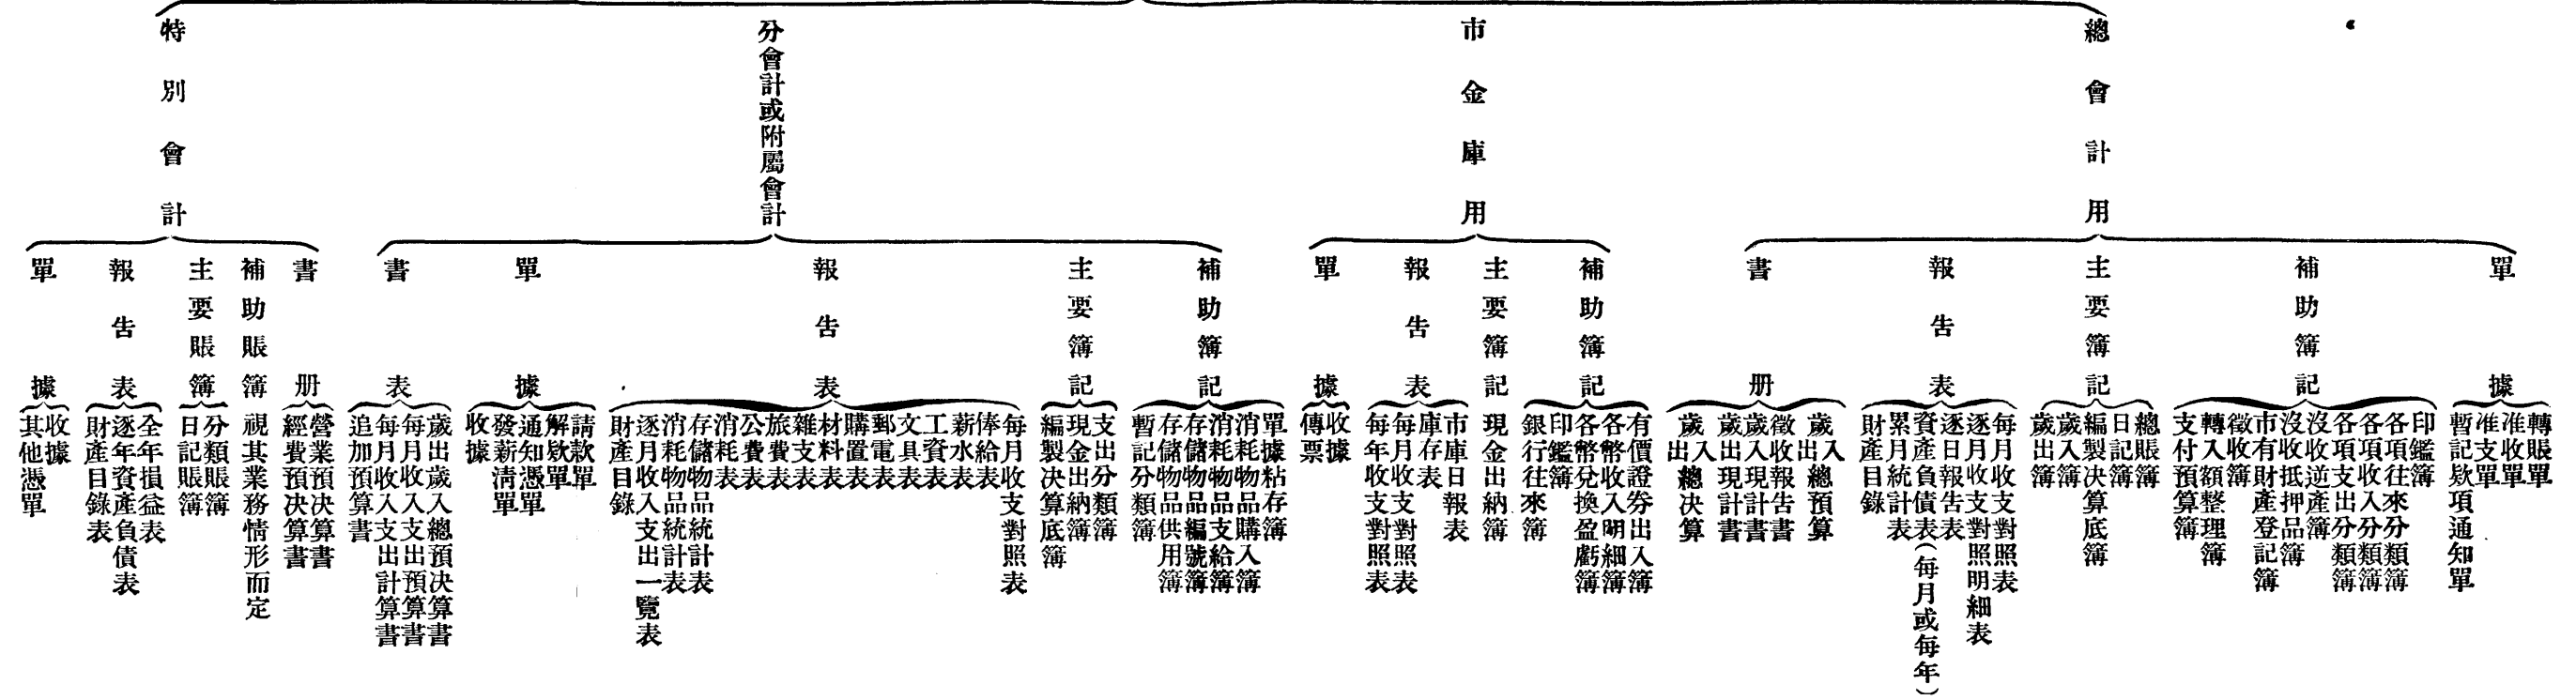 總會計用
單據
轉賬單
准收單
准支單
暫記欵項通知單
補助簿記
印鑑簿
各項往來分類簿
各項收入分類簿
各項支出分類簿
沒收逆產簿
沒收抵押品簿
市有財產登記簿
徵收簿
轉入額整理簿
支付預算簿
主要簿記
總賬簿
日記簿
編製决算底簿
歲入簿
歲出簿
報告表
每月收支對照表
逐月收支對照明細表
逐日報告表
資產負債表(每月或每年)
累月統計表
財產目錄
書册
歲入總預算
徵收報告書
歲入現計書
歲出現計書
歲入出總决算
市金庫用
補助簿記
有價證券出入簿
各幣收入明細簿
各幣兌換盈虧簿
印鑑簿
銀行往來簿
主要簿記
現金出納簿
報告表
市庫日報表
庫存表
每月收支對照表
每年收支對照表
單據
收據
傳票
分會計或附屬會計
補助簿記
單據粘存簿
消耗物品購入簿
消耗物品支給簿
存儲物品編號簿
存儲物品供用簿
暫記分類簿
主要簿記
支出分類簿
現金出納簿
編製决算底簿
報告表
每月收支對照表
俸給表
薪水表
工資表
文具表
郵電表
購置表
材料表
雜支表
旅費表
公費表
消耗表
存儲物品統計表
消耗物品統計表
逐月收入支出一覽表
財產目錄
單據
請款單
解欵單
通知憑單
發薪清單
收據
書表
歲出歲入總預决算書
每月收入支出預算書
每月收入支出計算書
追加預算書
特別會計
書册
營業預决算書
經費預决算書
補助賬簿
視其業務情形而定
主要賬簿
分類賬簿
日記賬簿
報告表
全年損益表
逐年資產負債表
財產目錄表
單據
收據
其他憑單